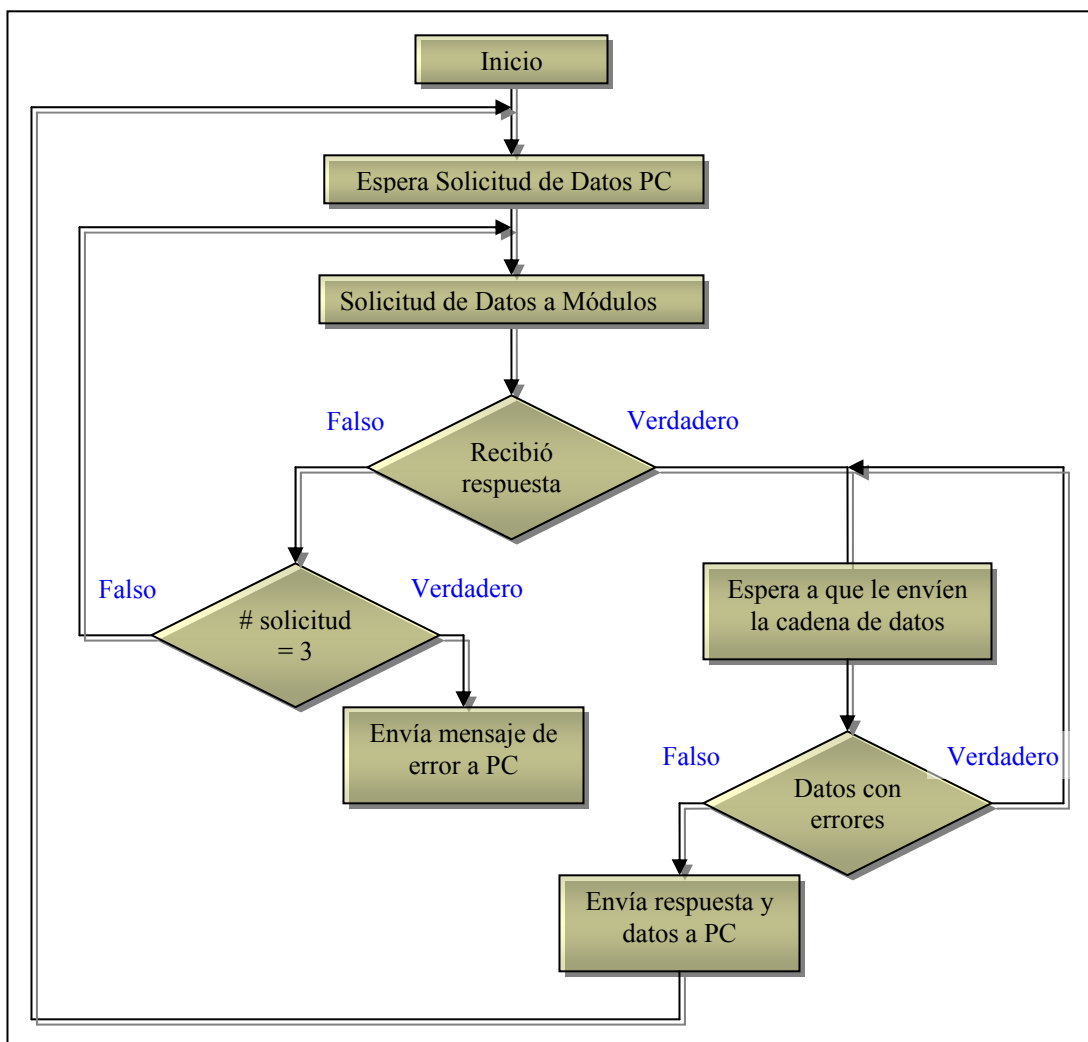 Inicio
Espera Solicitud de Datos PC
Solicitud de Datos a Módulos
Falso
Verdadero
Recibió
respuesta
Falso
Verdadero
# solicitud
= 3
Espera a que le envíen
la cadena de datos
Envía mensaje de
error a PC
Falso
Verdadero
Datos con
errores
Envía respuesta y
datos a PC